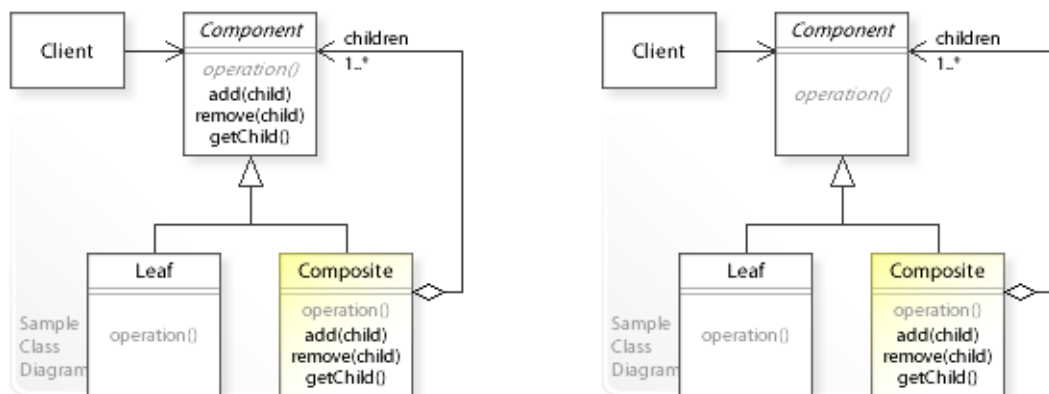 Client
Component
operation()
add(child)
remove(child)
getChild()
children
1..*
Leaf
operation()
Composite
operation()
add(child)
remove(child)
getChild()
Sample
Class
Diagram
Client
Component
operation()
children
1..*
Leaf
operation()
Composite
operation()
add(child)
remove(child)
getChild()
Sample
Class
Diagram